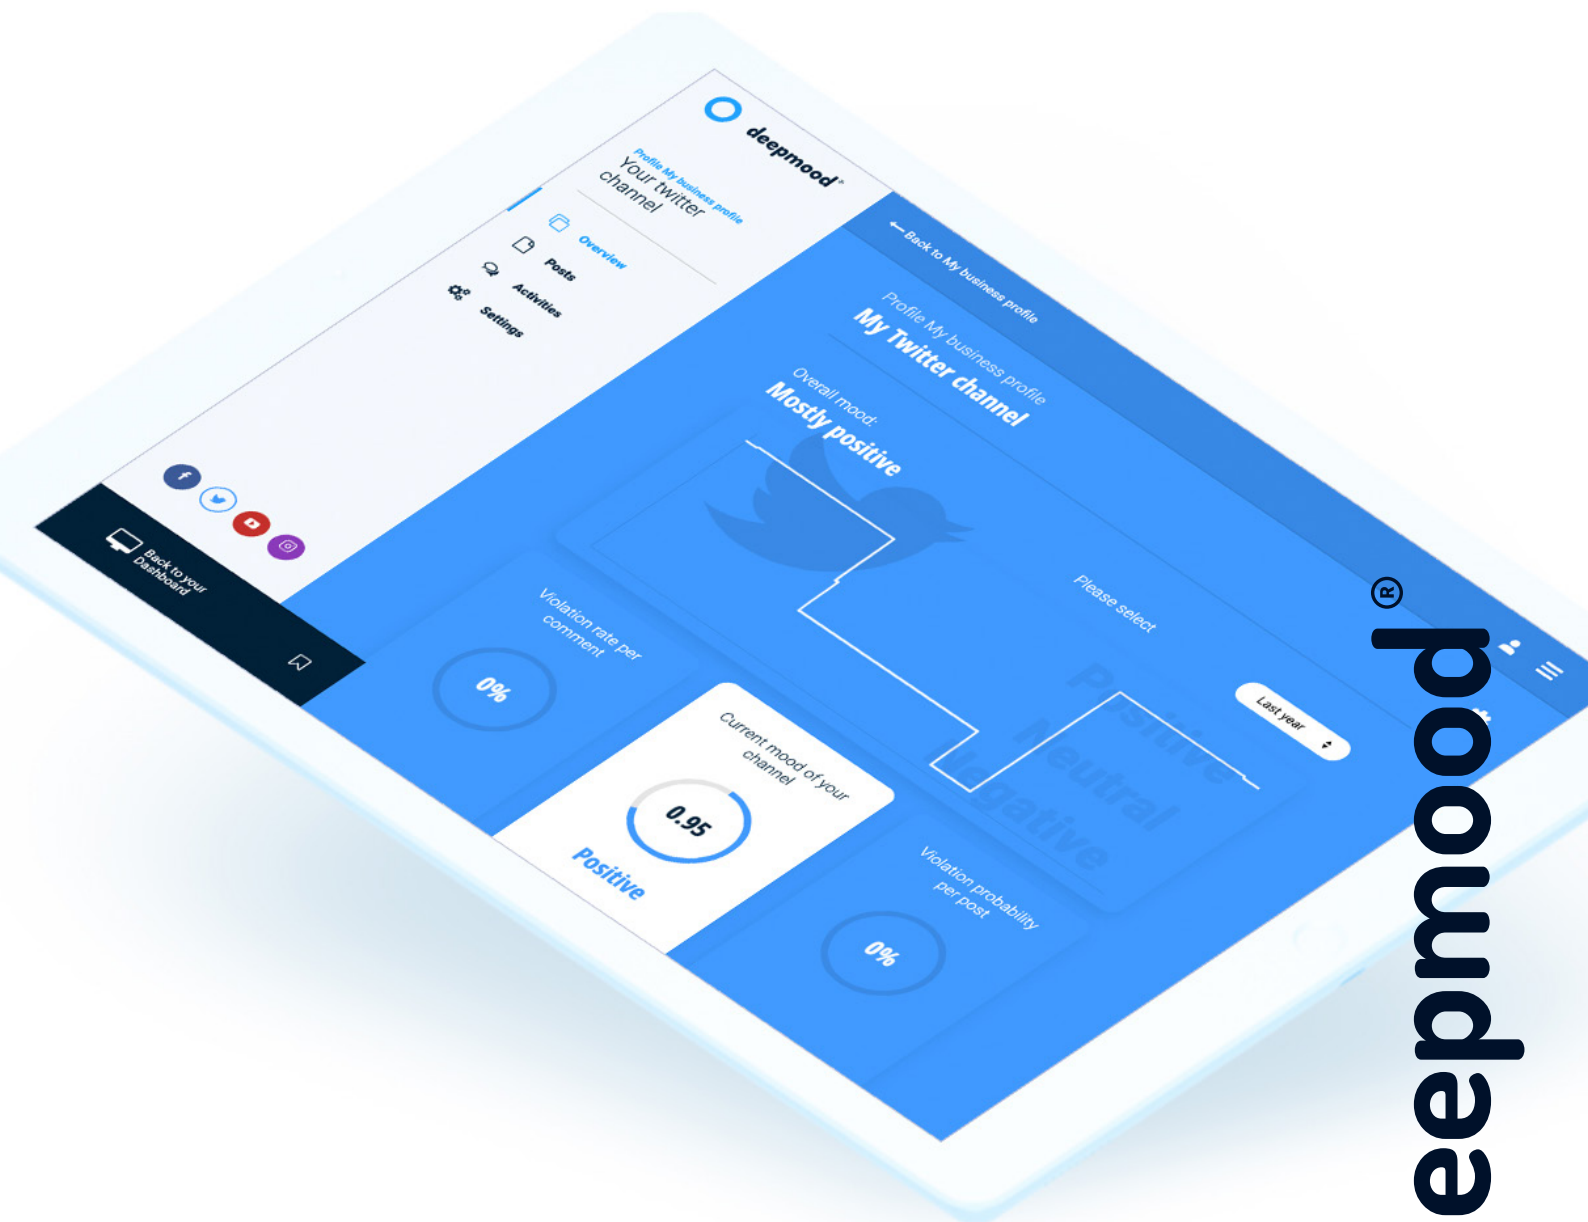 deepmood®
Profile My business profile
Your twitter
channel
Overview
Posts
Activities
Settings
Back to your
Dashboard
Back to My business profile
Profile My business profile
My Twitter channel
Overall mood:
Mostly positive
Please select
Last year
Positive
Neutral
Negative
Violation rate per
comment
0%
Current mood of your
channel
0.95
Positive
Violation probability
per post
0%
eepmood®